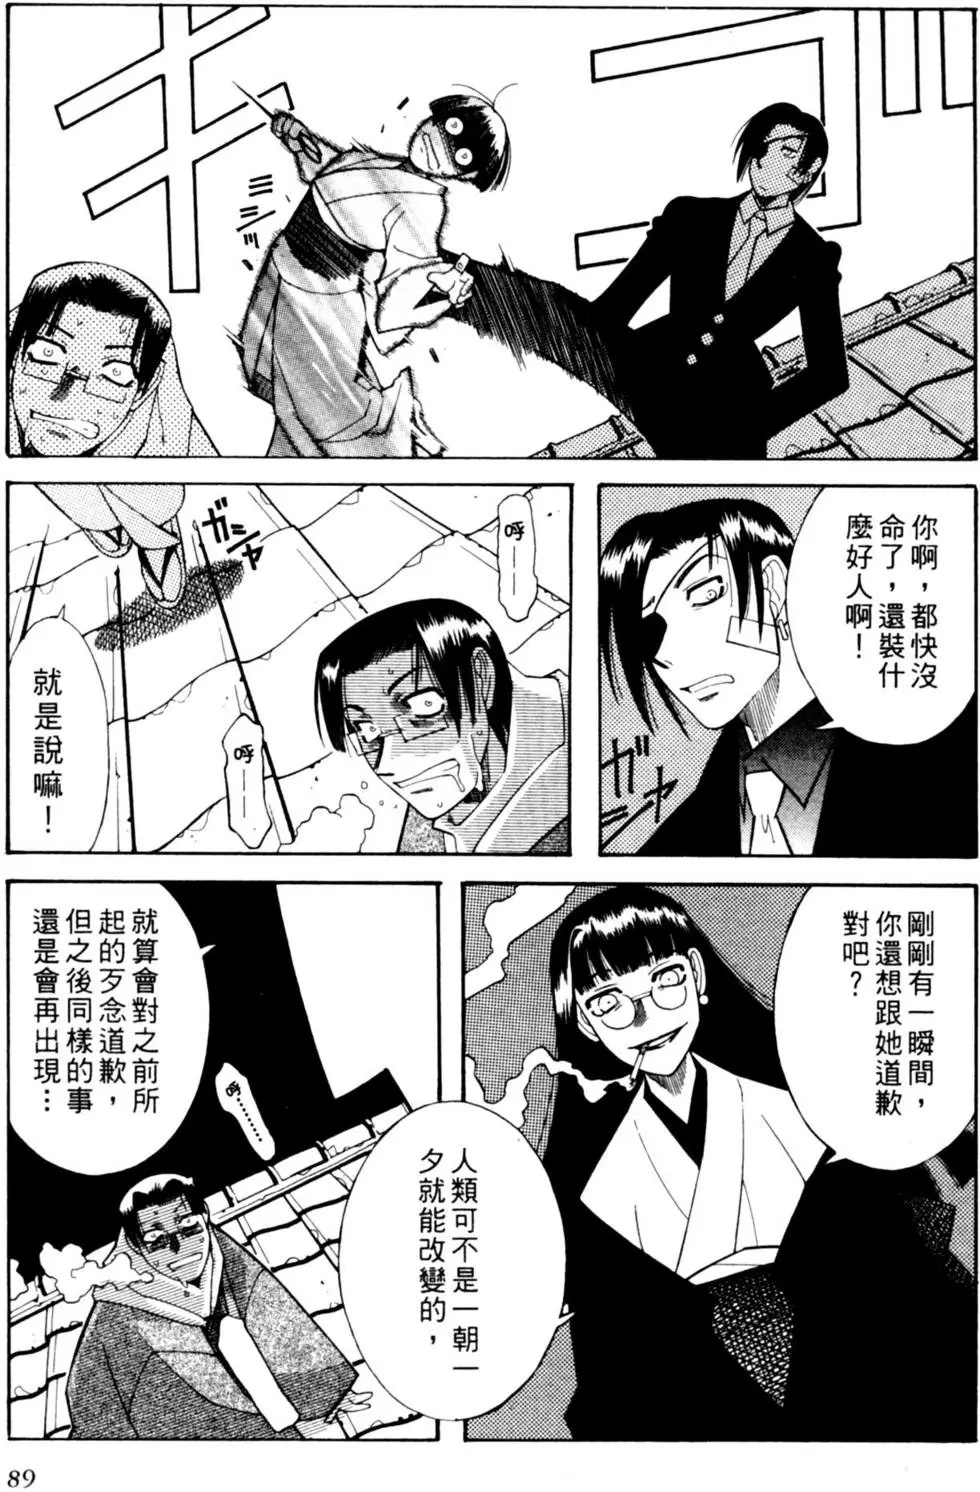 ドキ
ミシミシ
你啊，都快沒
命了，還裝什
麼好人啊！
ガシャ
呼——
ガシャ
呼——
就是說嘛！
剛剛有一瞬間，
你還想跟她道歉
對吧？
人類可不是一朝一
夕就能改變的，
就算會對之前所
起的歹念道歉，
但之後同樣的事
還是會再出現…
呼………
89